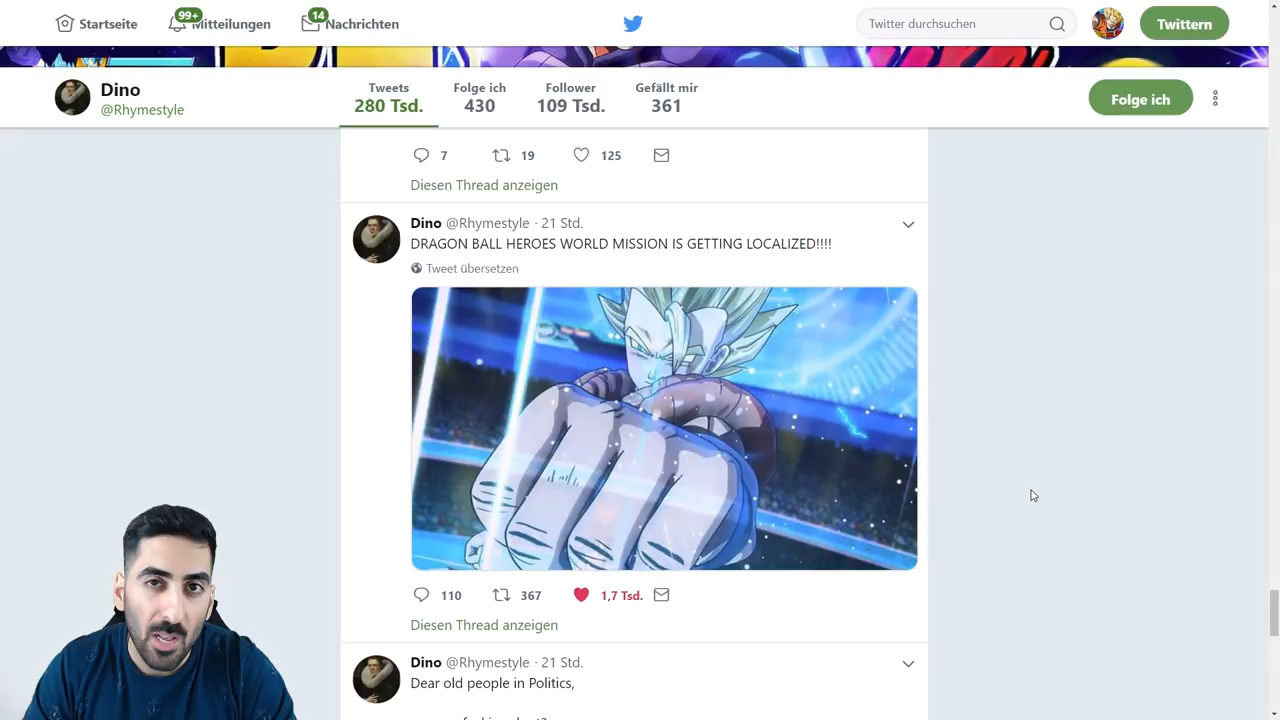 Startseite
99+
Mitteilungen
14
Nachrichten
Twitter durchsuchen
Twittern
Dino
@Rhymestyle
Tweets
280 Tsd.
Folge ich
430
Follower
109 Tsd.
Gefällt mir
361
Folge ich
7
19
125
Diesen Thread anzeigen
Dino @Rhymestyle · 21 Std.
DRAGON BALL HEROES WORLD MISSION IS GETTING LOCALIZED!!!!
Tweet übersetzen
110
367
1,7 Tsd.
Diesen Thread anzeigen
Dino @Rhymestyle · 21 Std.
Dear old people in Politics,